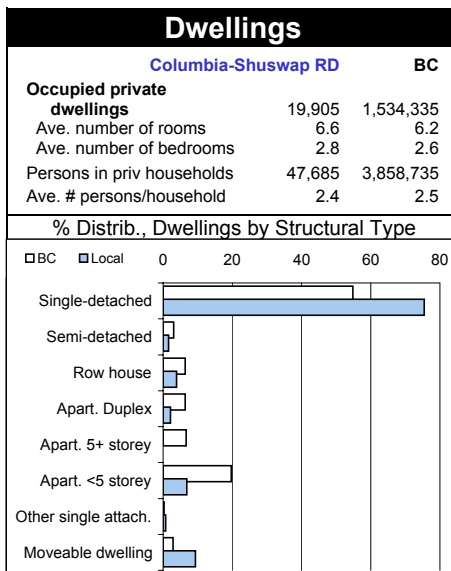 Dwellings
Columbia-Shuswap RD BC
Occupied private
dwellings 19,905 1,534,335
Ave. number of rooms 6.6 6.2
Ave. number of bedrooms 2.8 2.6
Persons in priv households 47,685 3,858,735
Ave. # persons/household 2.4 2.5
% Distrib., Dwellings by Structural Type
BC Local 0 20 40 60 80
Single-detached
Semi-detached
Row house
Apart. Duplex
Apart. 5+ storey
Apart. <5 storey
Other single attach.
Moveable dwelling